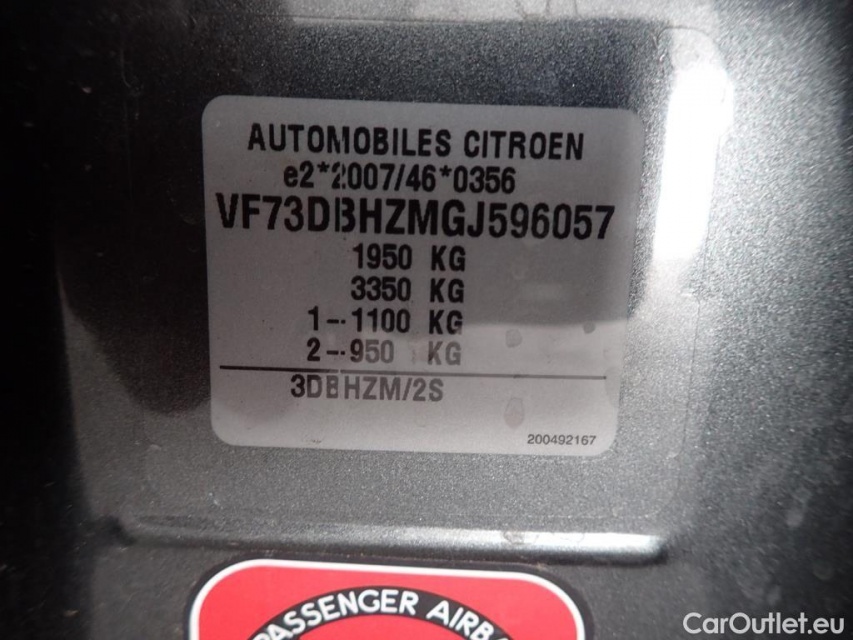 AUTOMOBILES CITROEN
e2*2007/46*0356
VF73DBHZMGJ596057
1950 KG
3350 KG
1--1100 KG
2--950 KG
3DBHZM/2S
200492167
PASSENGER
CarOutlet.eu